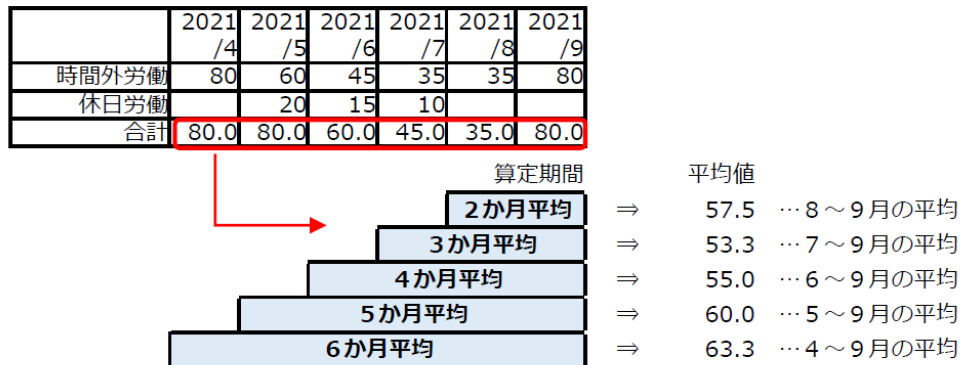 2021 2021 2021 2021 2021 2021
/4 /5 /6 /7 /8 /9
時間外労働 80 60 45 35 35 80
休日労働 20 15 10
合計 80.0 80.0 60.0 45.0 35.0 80.0
算定期間 平均値
2か月平均 ⇒ 57.5 …8～9月の平均
3か月平均 ⇒ 53.3 …7～9月の平均
4か月平均 ⇒ 55.0 …6～9月の平均
5か月平均 ⇒ 60.0 …5～9月の平均
6か月平均 ⇒ 63.3 …4～9月の平均